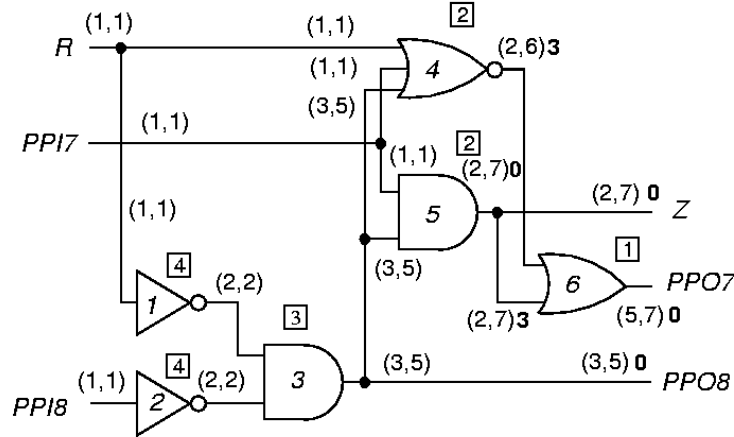 (1,1) (1,1) 2 (2,6)3
R
(1,1) 4
(3,5)
(1,1) 2
PPI7 (1,1) (2,7)0
(1,1) 5 (2,7) 0
Z
4 (3,5) 1
1 (2,2) 6 PPO7
3 (2,7)3 (5,7) 0
4
(1,1) (2,2) 3 (3,5) (3,5) 0
PPI8 2 PPO8